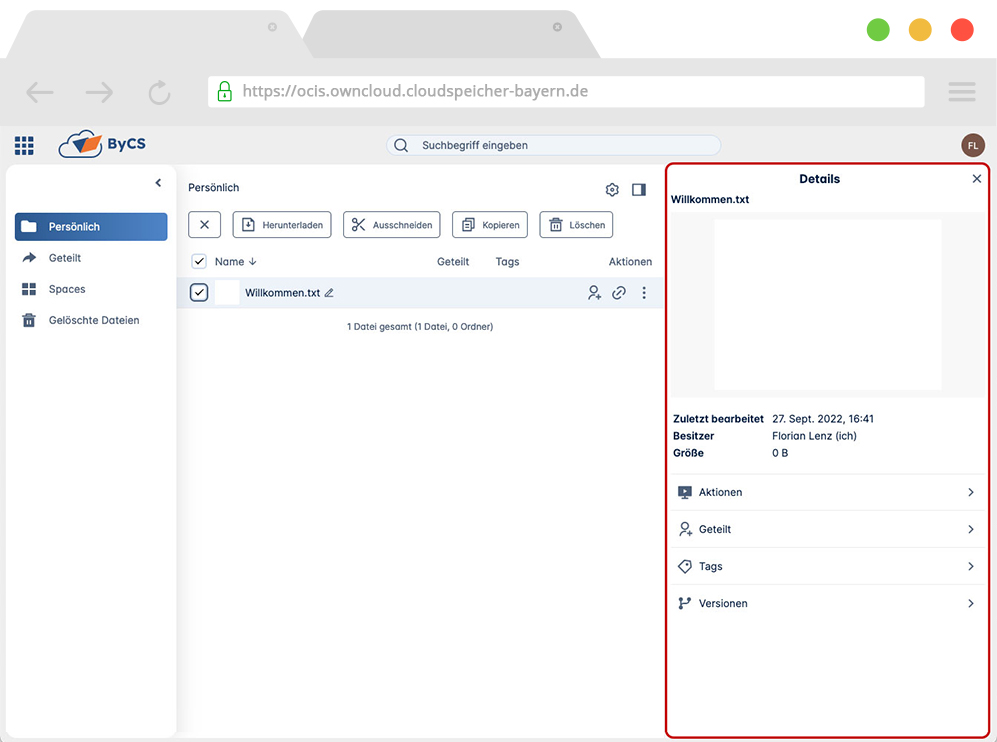 https://ocis.owncloud.cloudspeicher-bayern.de
ByCS
Suchbegriff eingeben
FL
Persönlich
Geteilt
Spaces
Gelöschte Dateien
Persönlich
Herunterladen
Ausschneiden
Kopieren
Löschen
Name
Geteilt
Tags
Aktionen
Willkommen.txt
1 Datei gesamt (1 Datei, 0 Ordner)
Details
Willkommen.txt
Zuletzt bearbeitet 27. Sept. 2022, 16:41
Besitzer Florian Lenz (ich)
Größe 0 B
Aktionen
Geteilt
Tags
Versionen